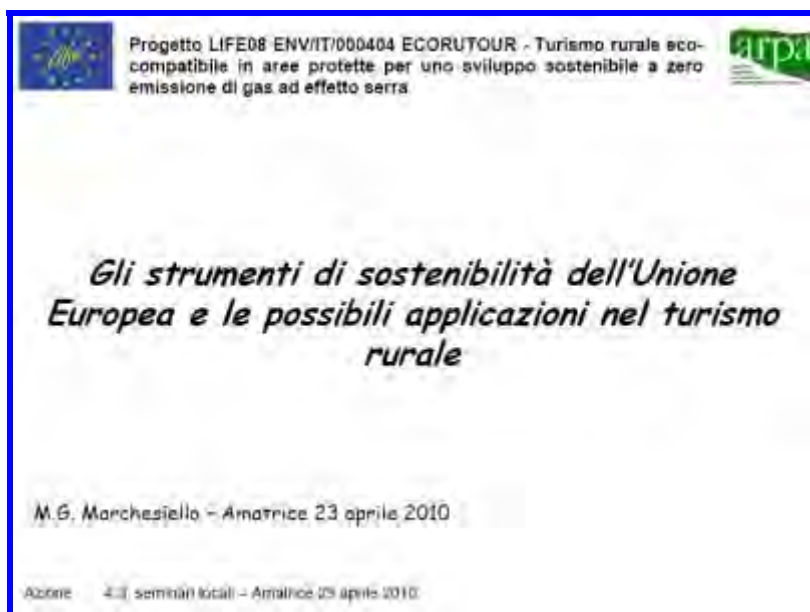 Progetto LIFE08 ENV/IT/000404 ECORUTOUR - Turismo rurale eco-
compatibile in aree protette per uno sviluppo sostenibile a zero
emissione di gas ad effetto serra
arpa
Gli strumenti di sostenibilità dell'Unione
Europea e le possibili applicazioni nel turismo
rurale
M.G. Marchesiello – Amatrice 23 aprile 2010
Azione 4.3 seminari locali – Amatrice 23 aprile 2010